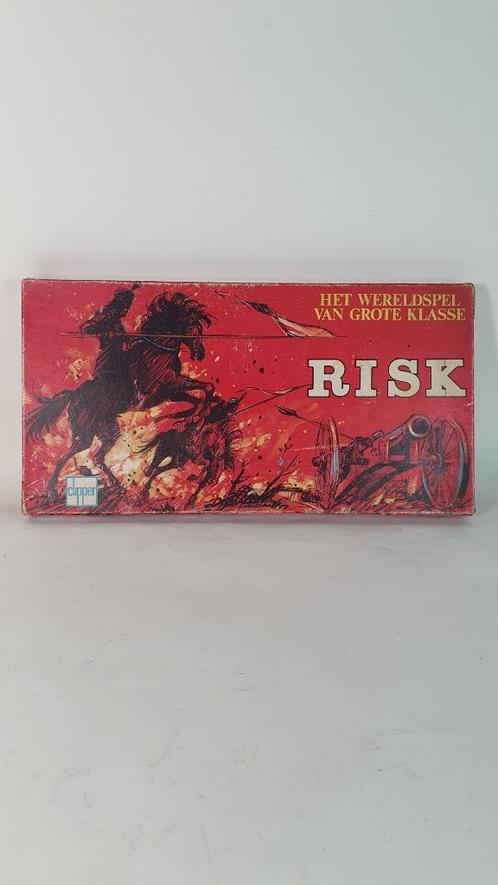 HET WERELDSPEL
VAN GROTE KLASSE
RISK
clipper